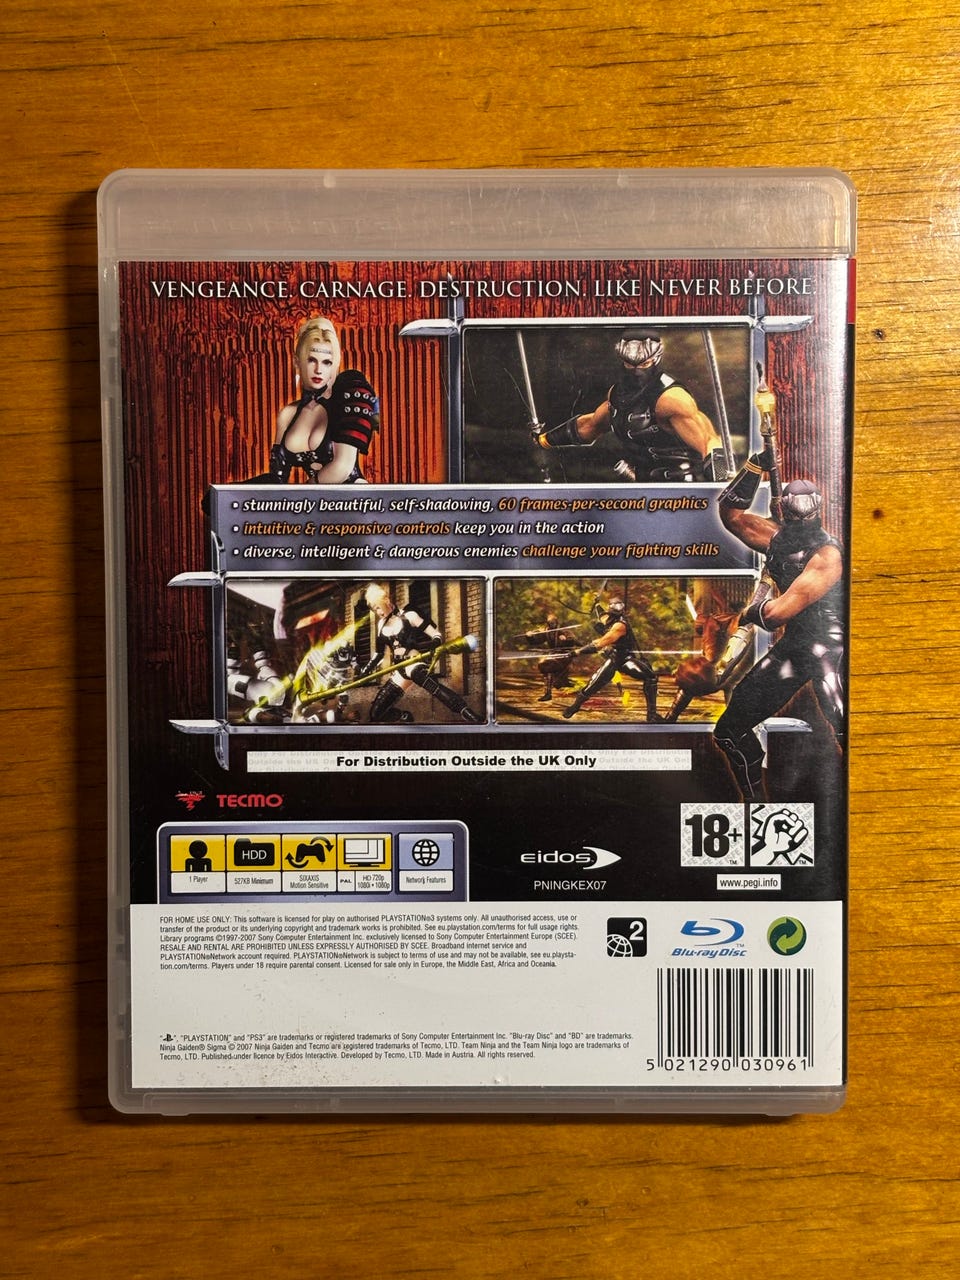 VENGEANCE. CARNAGE. DESTRUCTION. LIKE NEVER BEFORE.
• stunningly beautiful, self-shadowing, 60 frames-per-second graphics
• intuitive & responsive controls keep you in the action
• diverse, intelligent & dangerous enemies challenge your fighting skills
For Distribution Outside the UK Only
TECMO
HDD
1 Player
527KB Minimum
SIXAXIS
Motion Sensitive
PAL
HD 720p
1080i • 1080p
Network Features
eidos
PNINGKEX07
18+
TM
TM
www.pegi.info
FOR HOME USE ONLY: This software is licensed for play on authorised PLAYSTATION®3 systems only. All unauthorised access, use or
transfer of the product or its underlying copyright and trademark works is prohibited. See eu.playstation.com/terms for full usage rights.
Library programs ©1997-2007 Sony Computer Entertainment Inc. exclusively licensed to Sony Computer Entertainment Europe (SCEE).
RESALE AND RENTAL ARE PROHIBITED UNLESS EXPRESSLY AUTHORISED BY SCEE. Broadband internet service and
PLAYSTATION®Network account required. PLAYSTATION®Network is subject to terms of use and may not be available, see eu.playsta-
tion.com/terms. Players under 18 require parental consent. Licensed for sale only in Europe, the Middle East, Africa and Oceania.
2
Blu-ray Disc
TM
"PS", "PLAYSTATION" and "PS3" are trademarks or registered trademarks of Sony Computer Entertainment Inc. "Blu-ray Disc" and "BD" are trademarks.
Ninja Gaiden® Sigma © 2007 Ninja Gaiden and Tecmo are registered trademarks of Tecmo, LTD. Team Ninja and the Team Ninja logo are trademarks of
Tecmo, LTD. Published under licence by Eidos Interactive. Developed by Tecmo, LTD. Made in Austria. All rights reserved.
5 021290 030961